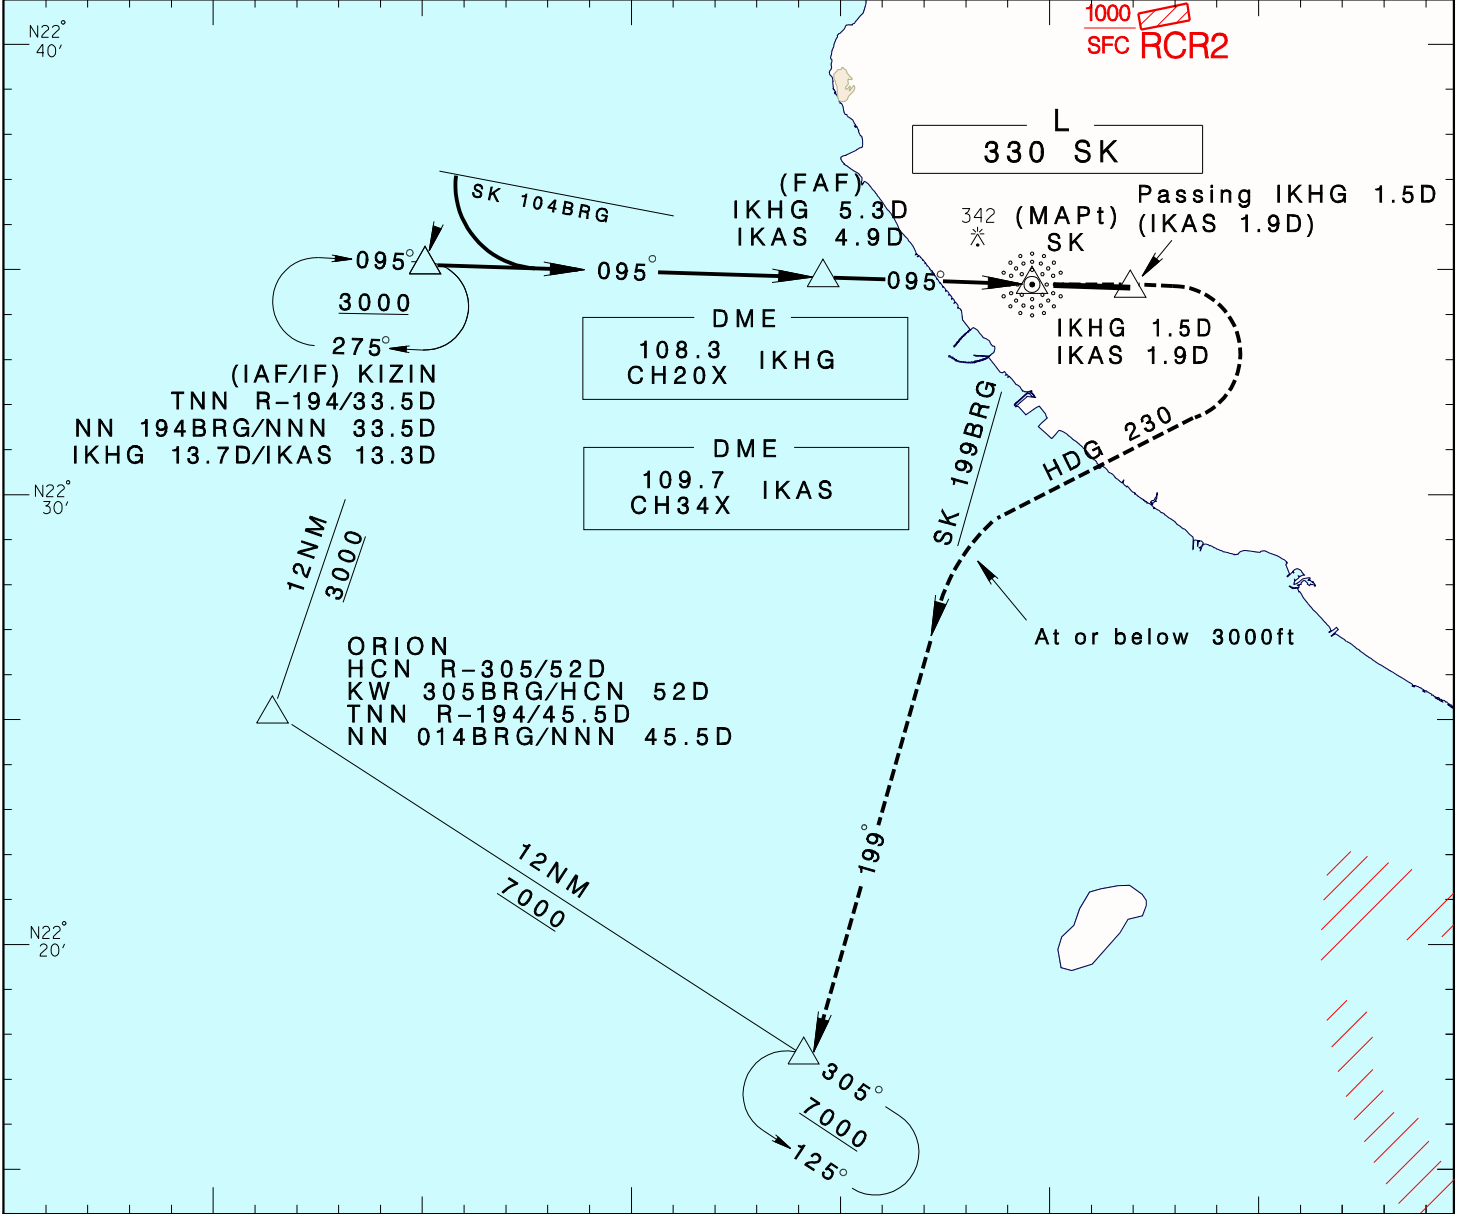 N22°
40′
1000
SFC RCR2
L
330 SK
SK 104BRG
(FAF)
IKHG 5.3D
IKAS 4.9D
342
(MAPt)
SK
Passing IKHG 1.5D
(IKAS 1.9D)
095°
3000
275°
095°
095°
IKHG 1.5D
IKAS 1.9D
(IAF/IF) KIZIN
TNN R-194/33.5D
NN 194BRG/NNN 33.5D
IKHG 13.7D/IKAS 13.3D
DME
108.3
CH20X
IKHG
DME
109.7
CH34X
IKAS
SK 199BRG
HDG 230
N22°
30′
12NM
3000
At or below 3000ft
ORION
HCN R-305/52D
KW 305BRG/HCN 52D
TNN R-194/45.5D
NN 014BRG/NNN 45.5D
12NM
7000
199°
N22°
20′
305°
7000
125°